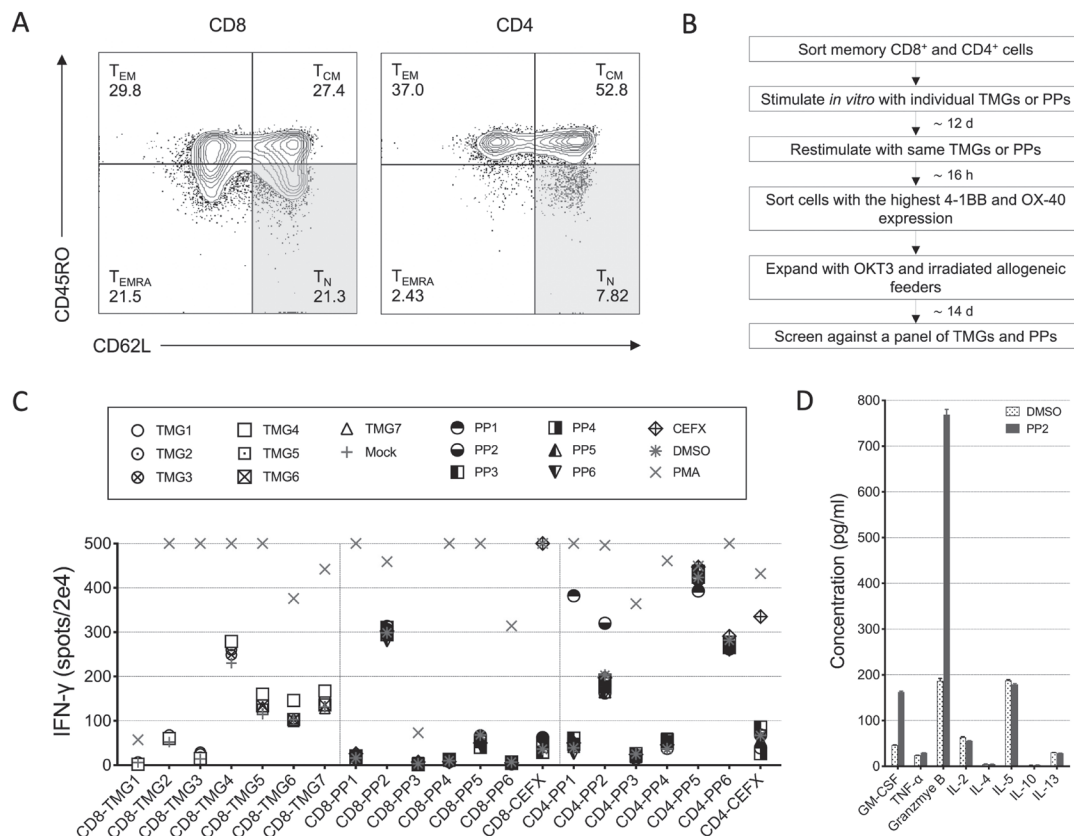 A
CD8
CD4
T_EM
29.8
T_CM
27.4
T_EMRA
21.5
T_N
21.3
T_EM
37.0
T_CM
52.8
T_EMRA
2.43
T_N
7.82
CD45RO
CD62L
B
Sort memory CD8+ and CD4+ cells
Stimulate in vitro with individual TMGs or PPs
~ 12 d
Restimulate with same TMGs or PPs
~ 16 h
Sort cells with the highest 4-1BB and OX-40
expression
Expand with OKT3 and irradiated allogeneic
feeders
~ 14 d
Screen against a panel of TMGs and PPs
C
TMG1
TMG2
TMG3
TMG4
TMG5
TMG6
TMG7
Mock
PP1
PP2
PP3
PP4
PP5
PP6
CEFX
DMSO
PMA
IFN-γ (spots/2e4)
500
400
300
200
100
0
CD8-TMG1
CD8-TMG2
CD8-TMG3
CD8-TMG4
CD8-TMG5
CD8-TMG6
CD8-TMG7
CD8-PP1
CD8-PP2
CD8-PP3
CD8-PP4
CD8-PP5
CD8-PP6
CD8-CEFX
CD4-PP1
CD4-PP2
CD4-PP3
CD4-PP4
CD4-PP5
CD4-PP6
CD4-CEFX
D
DMSO
PP2
Concentration (pg/ml)
800
700
600
500
400
300
200
100
0
GM-CSF
TNF-α
Granzmye B
IL-2
IL-4
IL-5
IL-10
IL-13